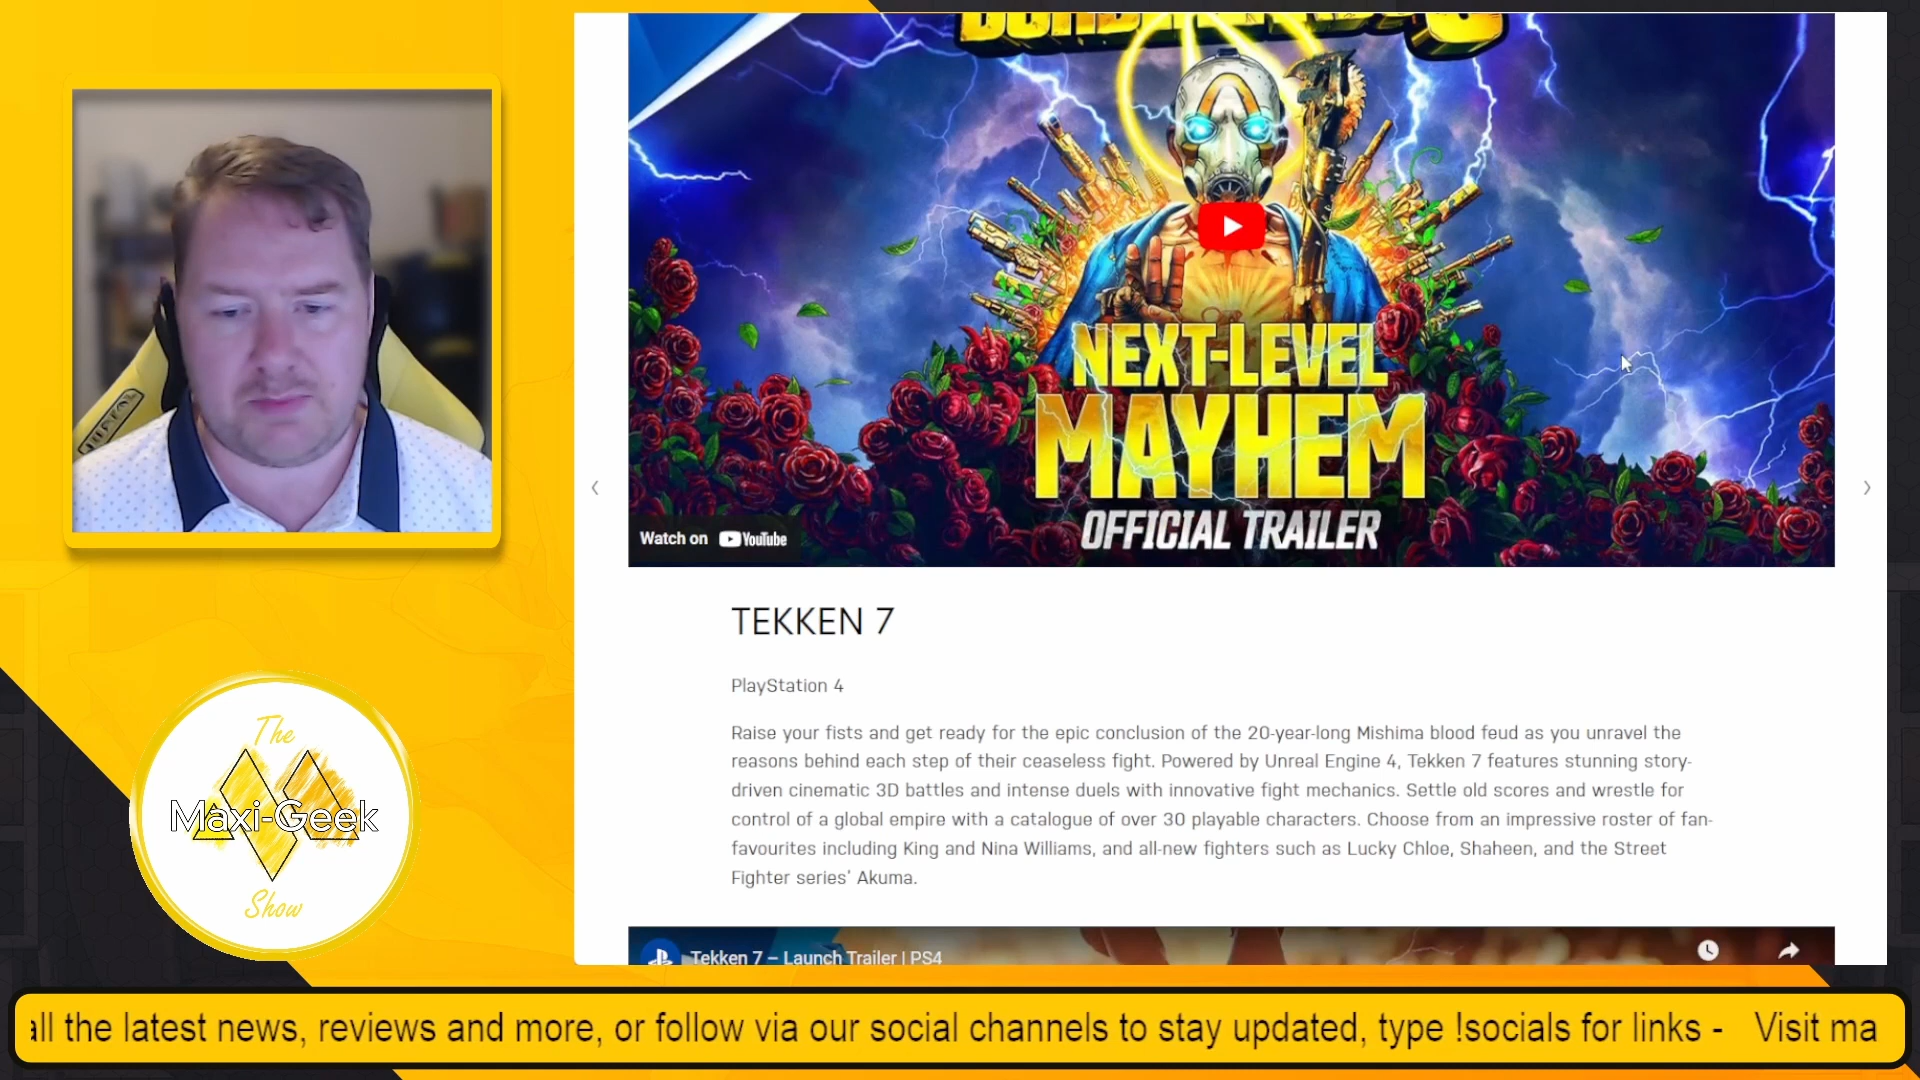 BORDERLANDS 3
NEXT-LEVEL
MAYHEM
OFFICIAL TRAILER
Watch on YouTube
TEKKEN 7
PlayStation 4
Raise your fists and get ready for the epic conclusion of the 20-year-long Mishima blood feud as you unravel the
reasons behind each step of their ceaseless fight. Powered by Unreal Engine 4, Tekken 7 features stunning story-
driven cinematic 3D battles and intense duels with innovative fight mechanics. Settle old scores and wrestle for
control of a global empire with a catalogue of over 30 playable characters. Choose from an impressive roster of fan-
favourites including King and Nina Williams, and all-new fighters such as Lucky Chloe, Shaheen, and the Street
Fighter series' Akuma.
Tekken 7 – Launch Trailer | PS4
The
Maxi-Geek
Show
all the latest news, reviews and more, or follow via our social channels to stay updated, type !socials for links - Visit ma